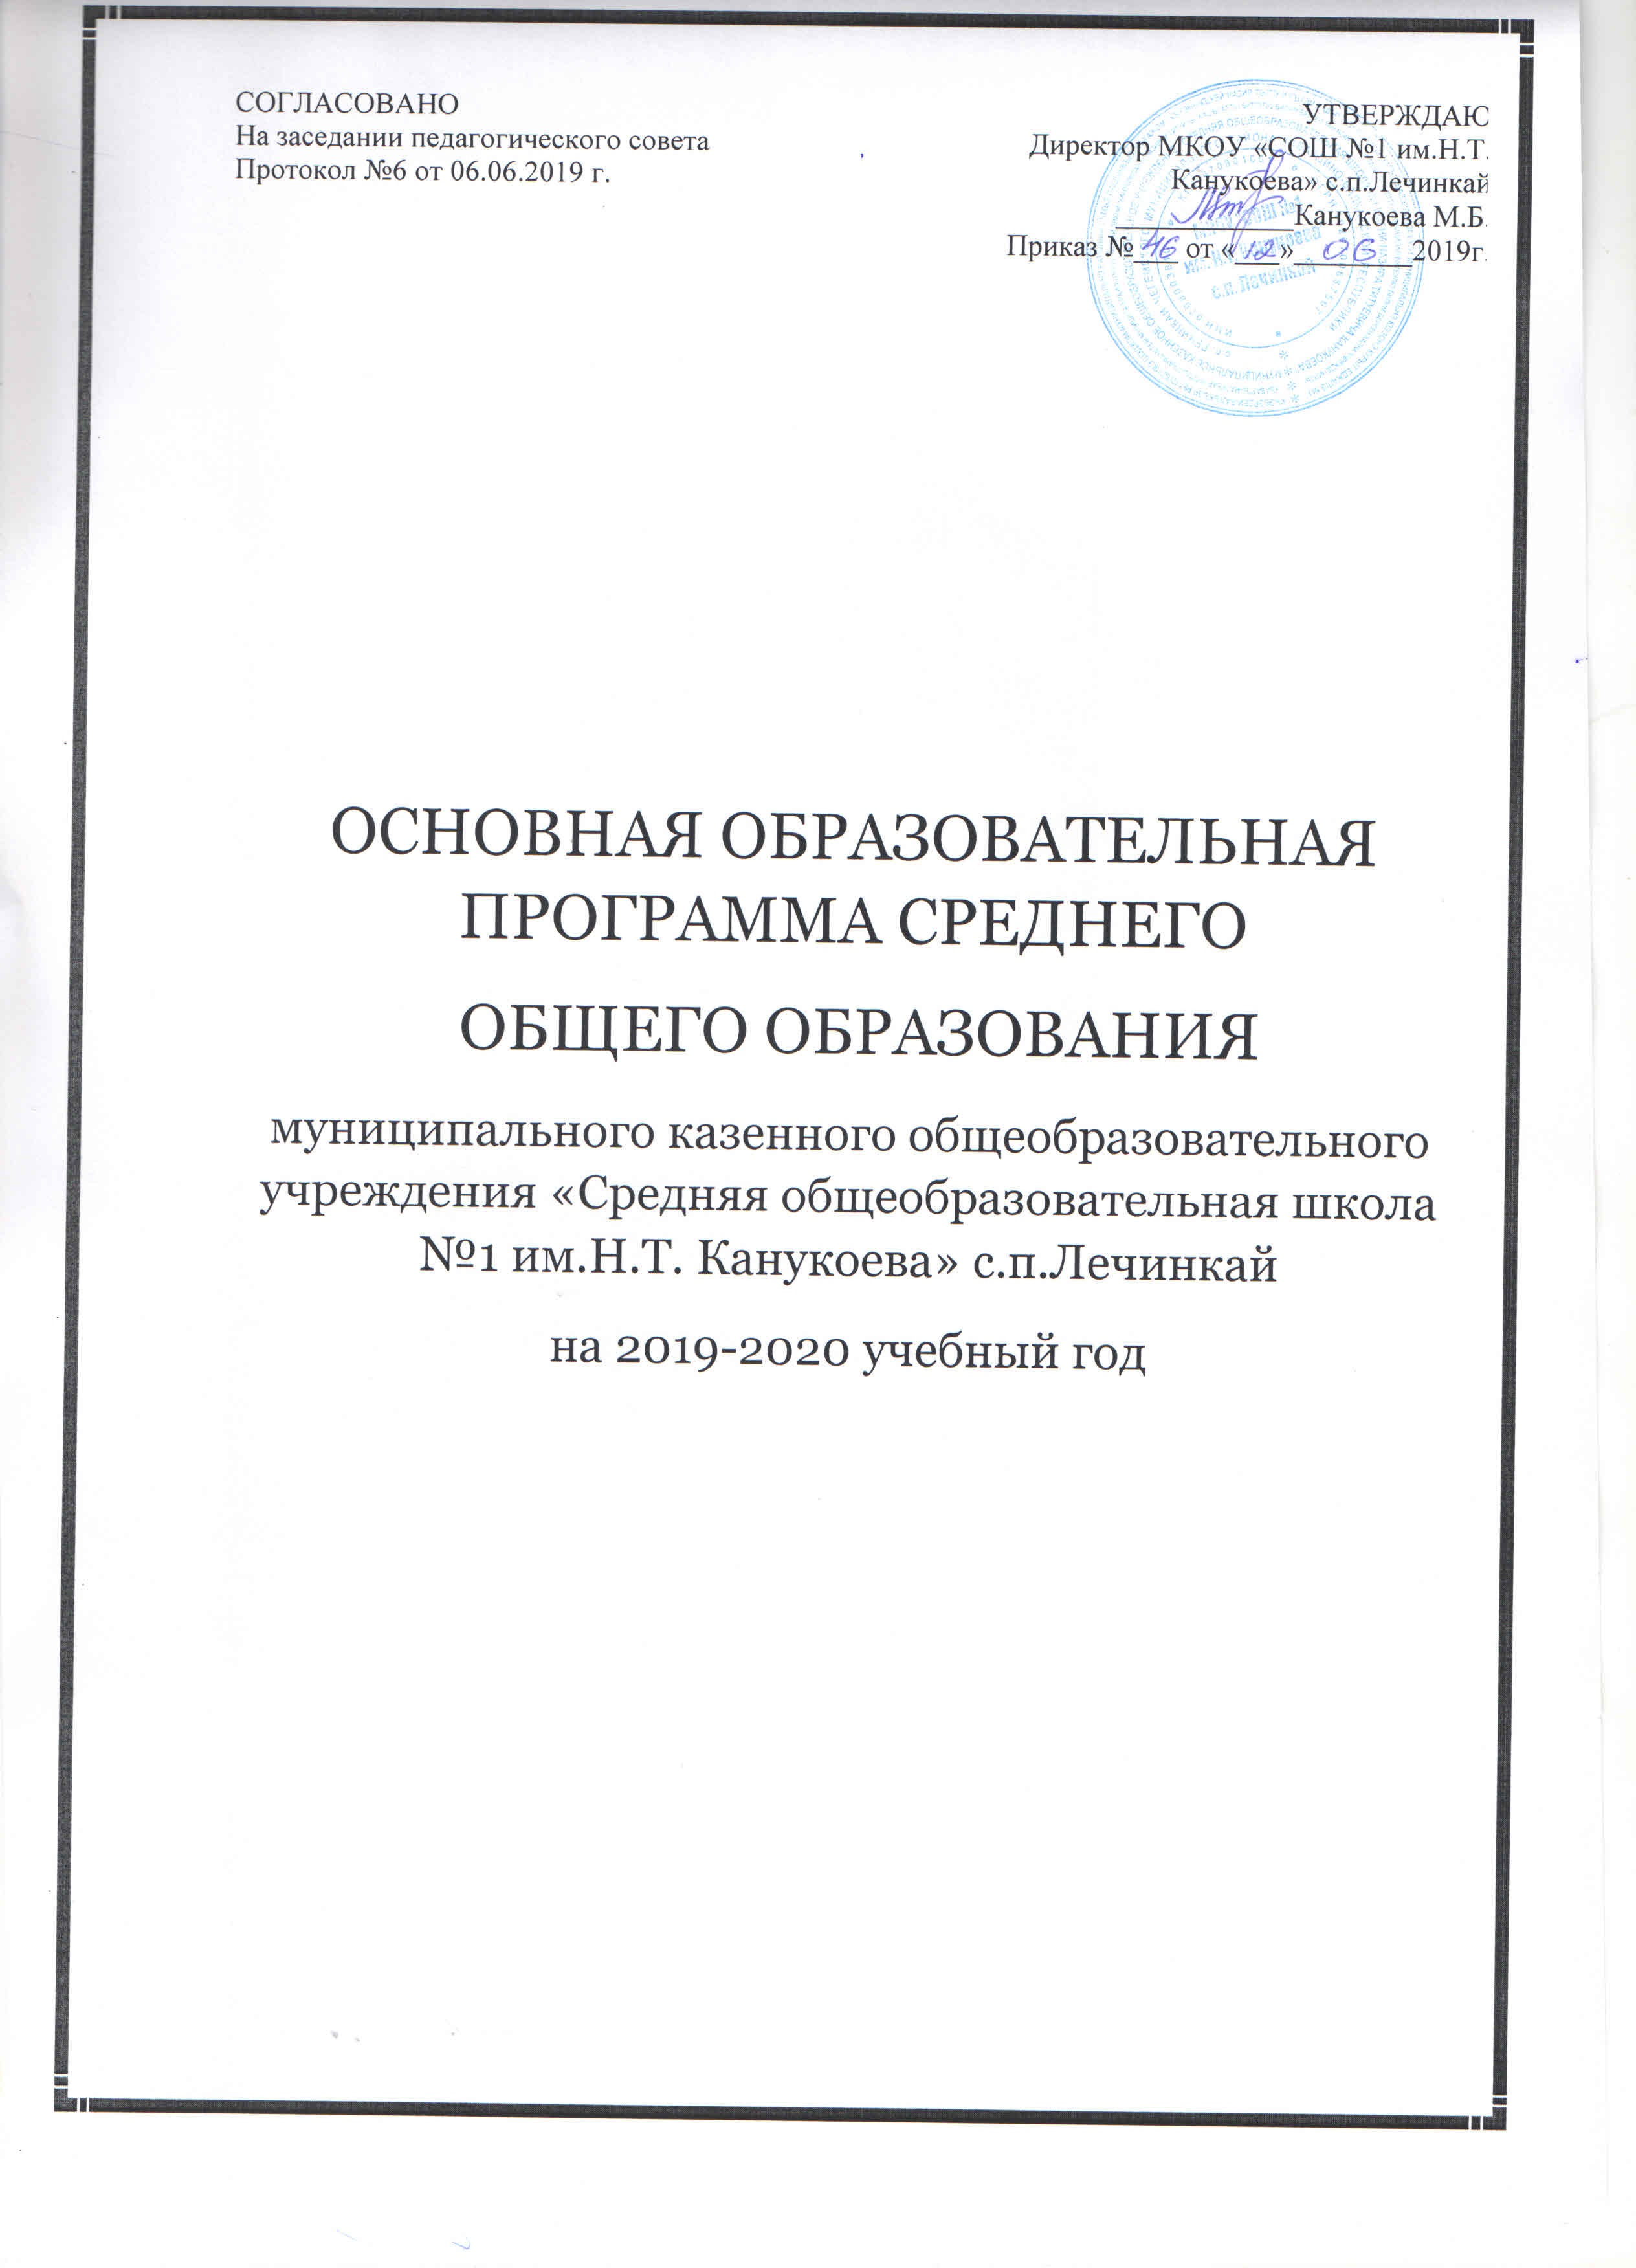 СОГЛАСОВАНО
На заседании педагогического совета
Протокол №6 от 06.06.2019 г.
УТВЕРЖДАЮ
Директор МКОУ «СОШ №1 им.Н.Т.
Канукоева» с.п.Лечинкай
______________Канукоева М.Б.
Приказ № 46 от « 12 » 06 2019г.
с.п. Лечинкай
ОСНОВНАЯ ОБРАЗОВАТЕЛЬНАЯ
ПРОГРАММА СРЕДНЕГО
ОБЩЕГО ОБРАЗОВАНИЯ
муниципального казенного общеобразовательного
учреждения «Средняя общеобразовательная школа
№1 им.Н.Т. Канукоева» с.п.Лечинкай
на 2019-2020 учебный год